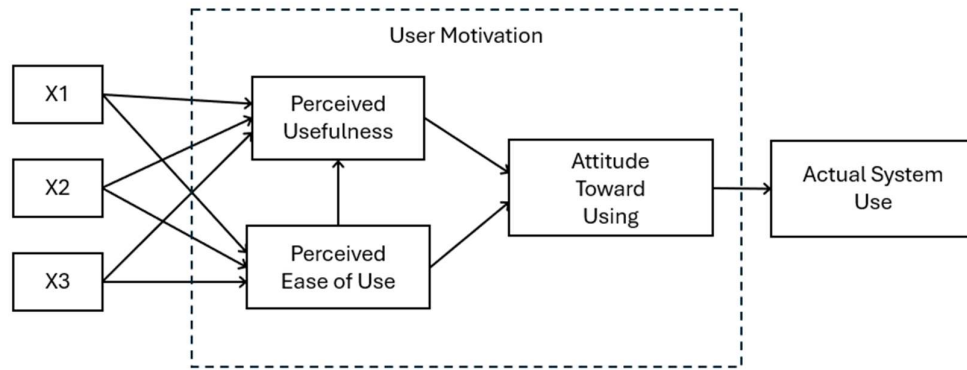 User Motivation
X1
X2
X3
Perceived
Usefulness
Perceived
Ease of Use
Attitude
Toward
Using
Actual System
Use